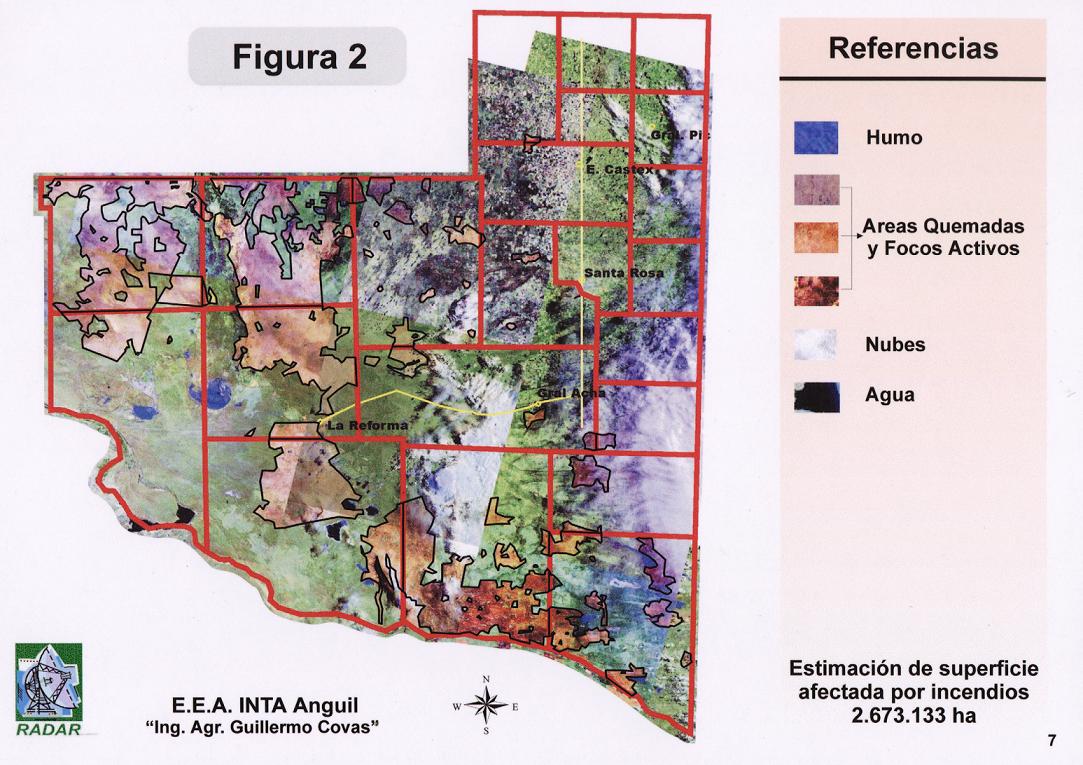 Figura 2
Gral. Pic
E. Castex
Santa Rosa
Gral Acha
La Reforma
Referencias
Humo
Areas Quemadas
y Focos Activos
Nubes
Agua
Estimación de superficie
afectada por incendios
2.673.133 ha
RADAR
E.E.A. INTA Anguil
“Ing. Agr. Guillermo Covas”
N
W E
S
7